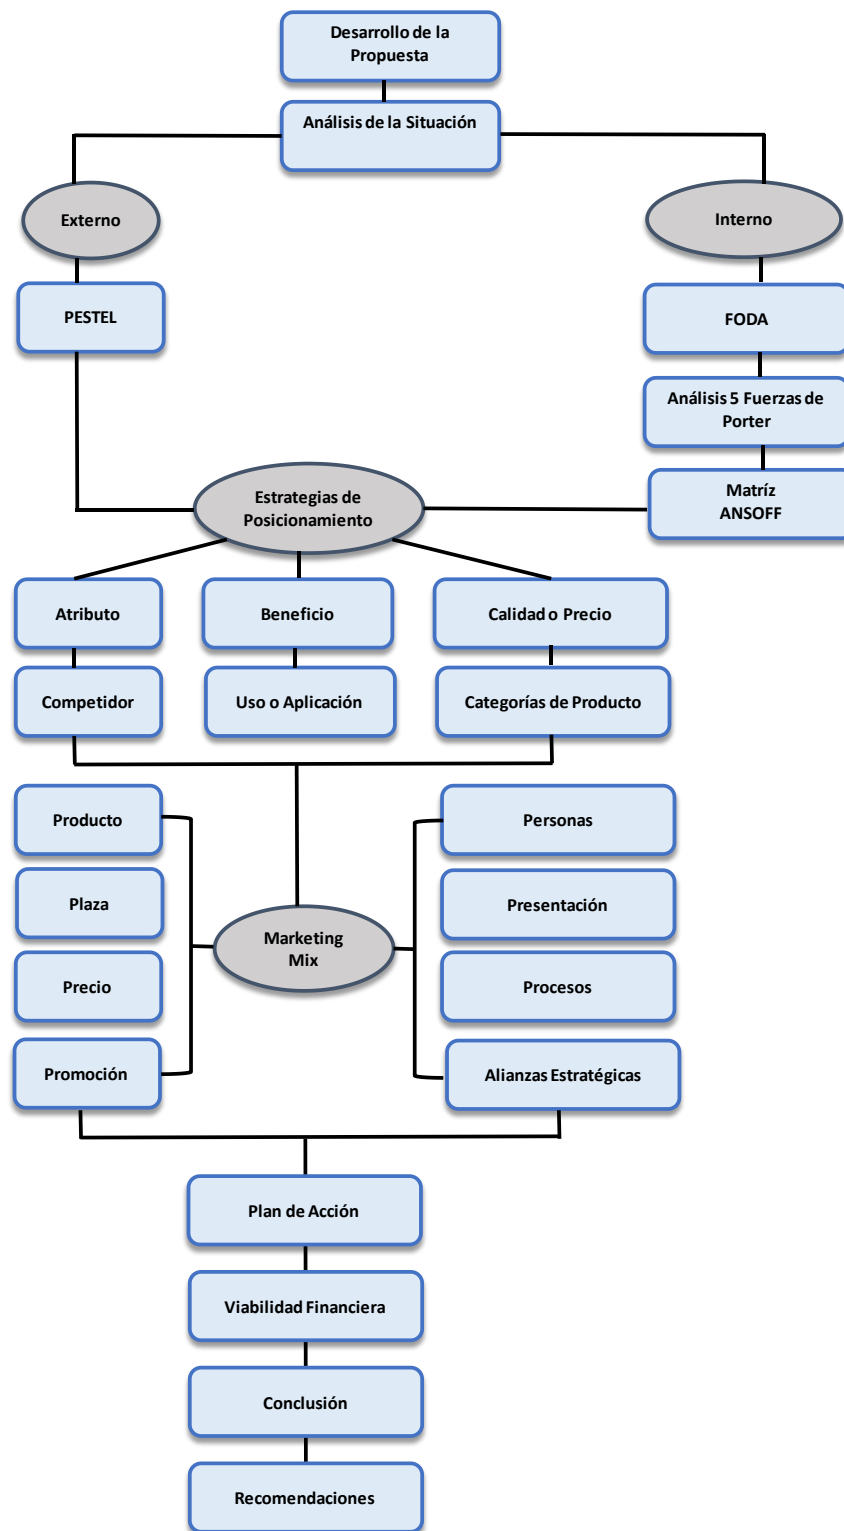 Desarrollo de la
Propuesta
Análisis de la Situación
Externo
Interno
PESTEL
FODA
Análisis 5 Fuerzas de
Porter
Matríz
ANSOFF
Estrategias de
Posicionamiento
Atributo
Beneficio
Calidad o Precio
Competidor
Uso o Aplicación
Categorías de Producto
Producto
Personas
Plaza
Presentación
Marketing
Mix
Precio
Procesos
Promoción
Alianzas Estratégicas
Plan de Acción
Viabilidad Financiera
Conclusión
Recomendaciones